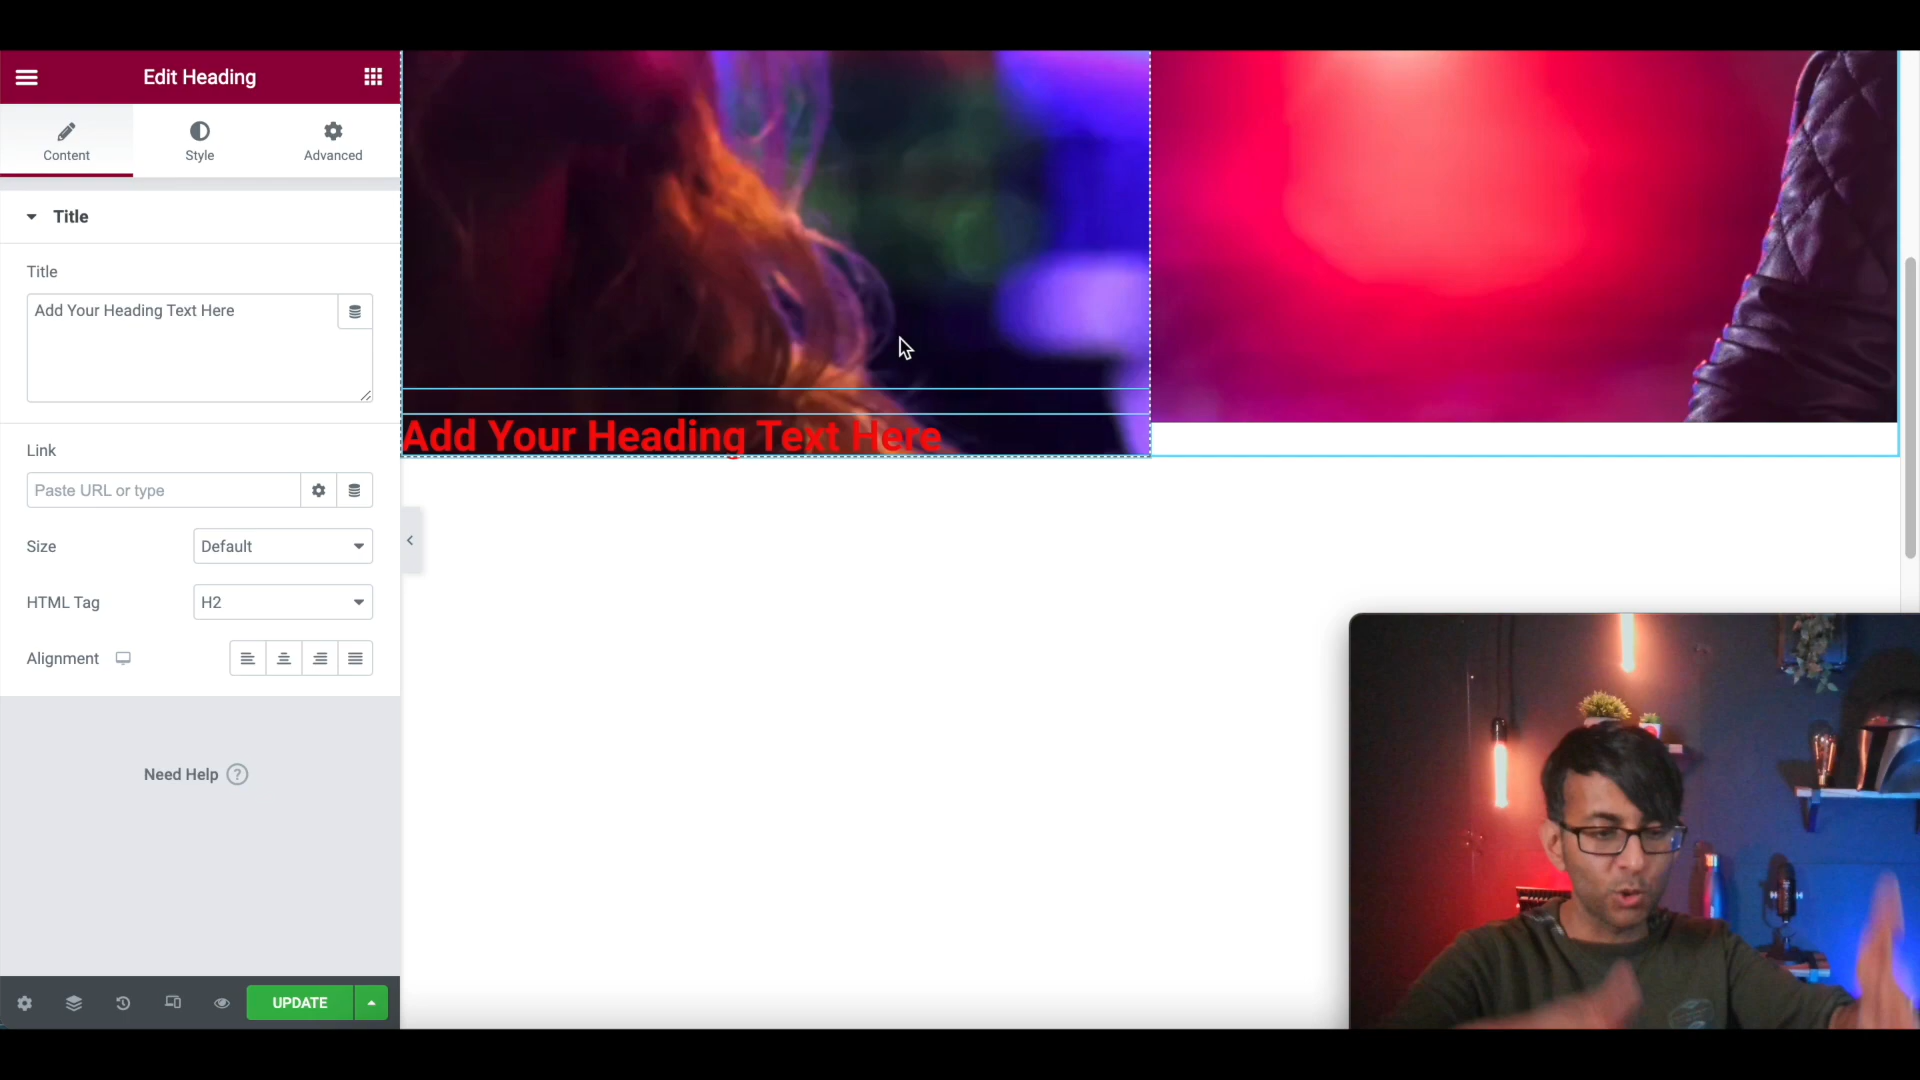 Edit Heading
Content
Style
Advanced
Title
Title
Add Your Heading Text Here
Link
Paste URL or type
Size
Default
HTML Tag
H2
Alignment
Need Help ?
UPDATE
Add Your Heading Text Here